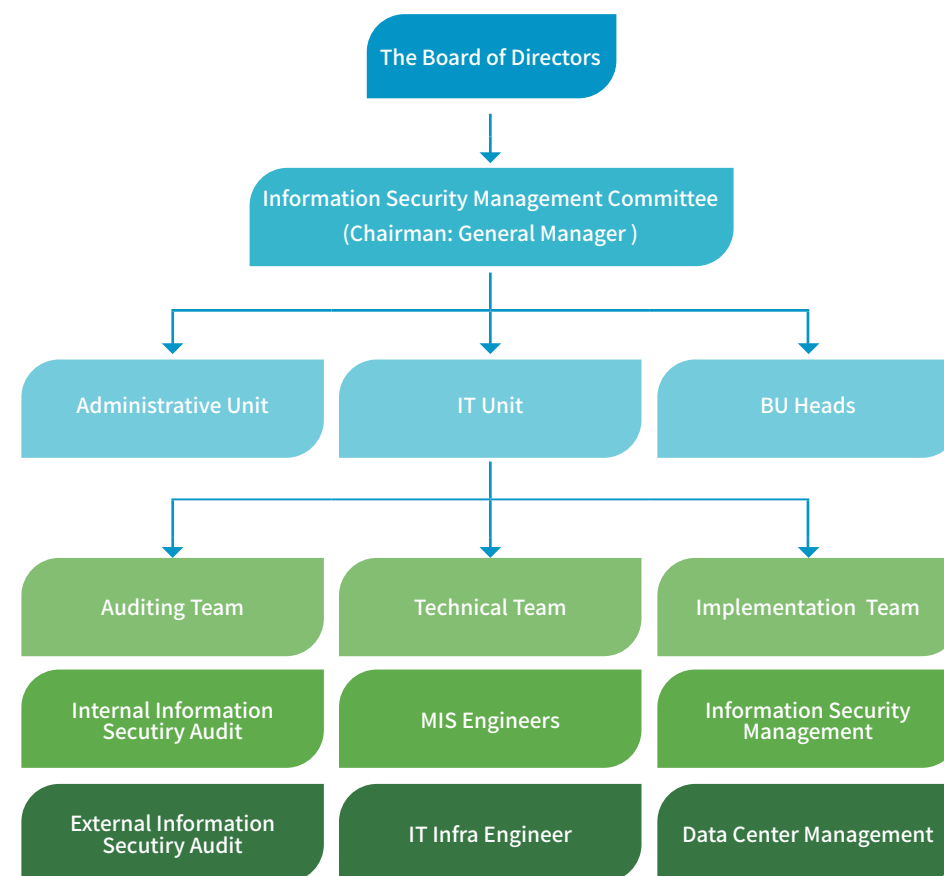 The Board of Directors
Information Security Management Committee
(Chairman: General Manager )
Administrative Unit
IT Unit
BU Heads
Auditing Team
Technical Team
Implementation Team
Internal Information
Secutiry Audit
MIS Engineers
Information Security
Management
External Information
Secutiry Audit
IT Infra Engineer
Data Center Management